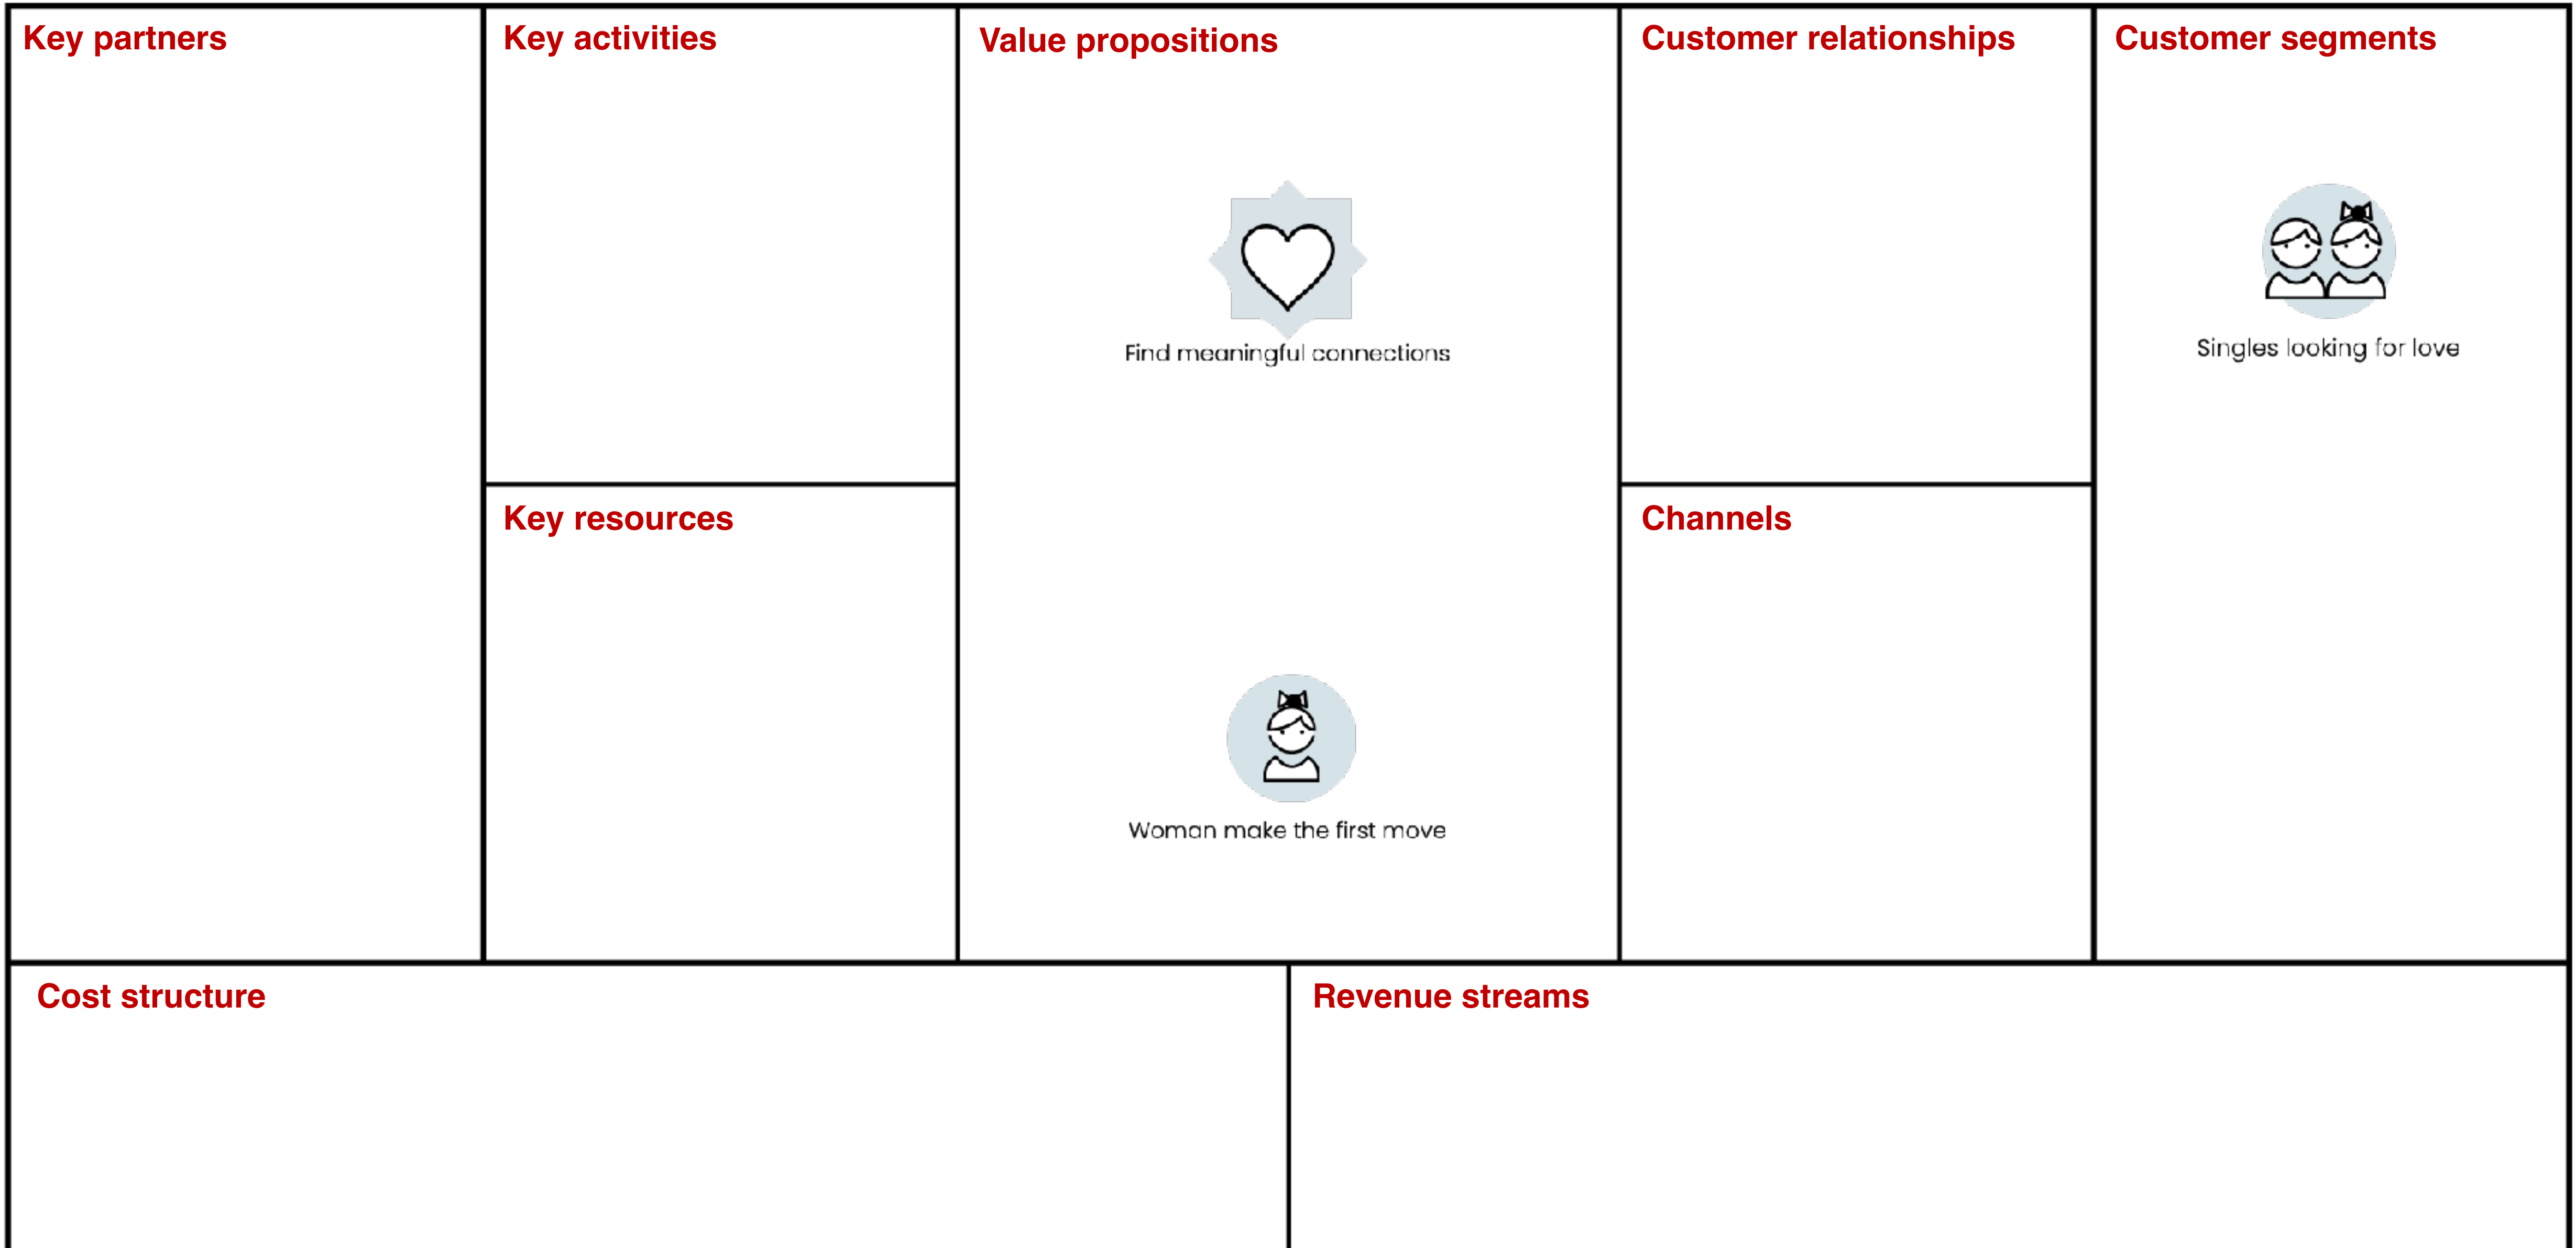 Key partners
Key activities
Value propositions
Customer relationships
Customer segments
Find meaningful connections
Singles looking for love
Key resources
Channels
Woman make the first move
Cost structure
Revenue streams